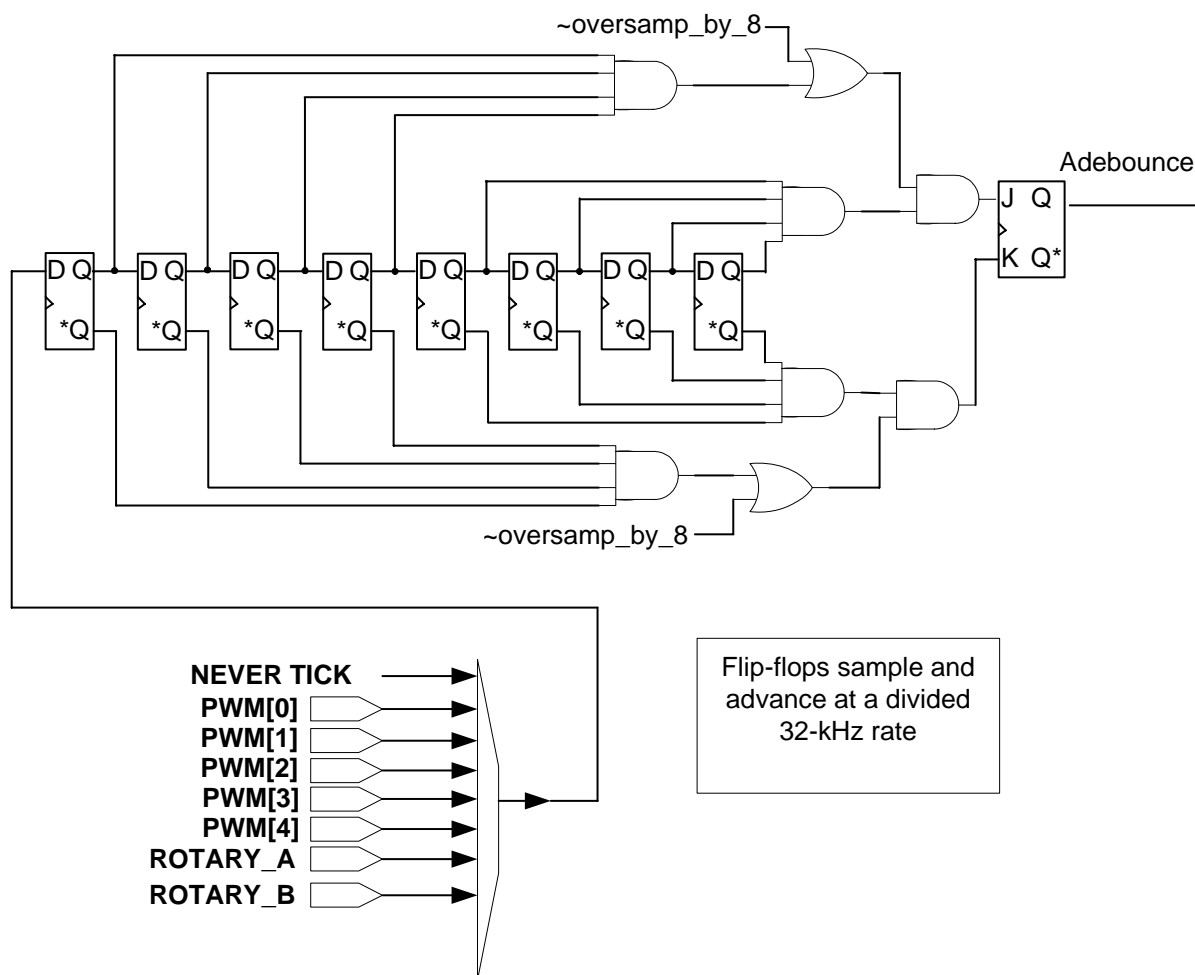 ~oversamp_by_8
Adebounce
J Q
K Q*
D Q D Q D Q D Q D Q D Q D Q D Q
*Q *Q *Q *Q *Q *Q *Q *Q
~oversamp_by_8
NEVER TICK
PWM[0]
PWM[1]
PWM[2]
PWM[3]
PWM[4]
ROTARY_A
ROTARY_B
Flip-flops sample and
advance at a divided
32-kHz rate